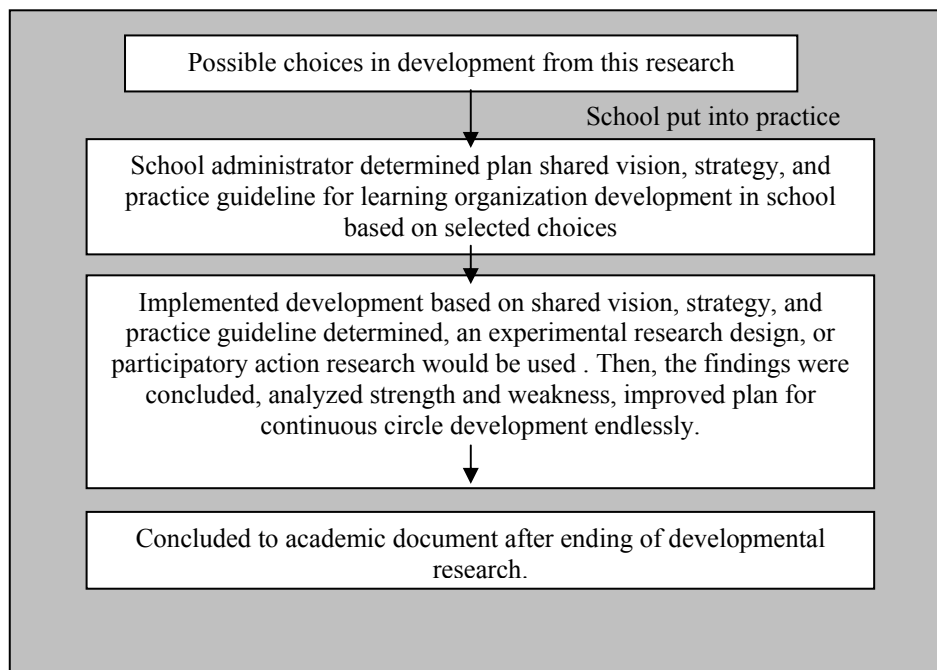 Possible choices in development from this research
School put into practice
School administrator determined plan shared vision, strategy, and
practice guideline for learning organization development in school
based on selected choices
Implemented development based on shared vision, strategy, and
practice guideline determined, an experimental research design, or
participatory action research would be used . Then, the findings were
concluded, analyzed strength and weakness, improved plan for
continuous circle development endlessly.
Concluded to academic document after ending of developmental
research.